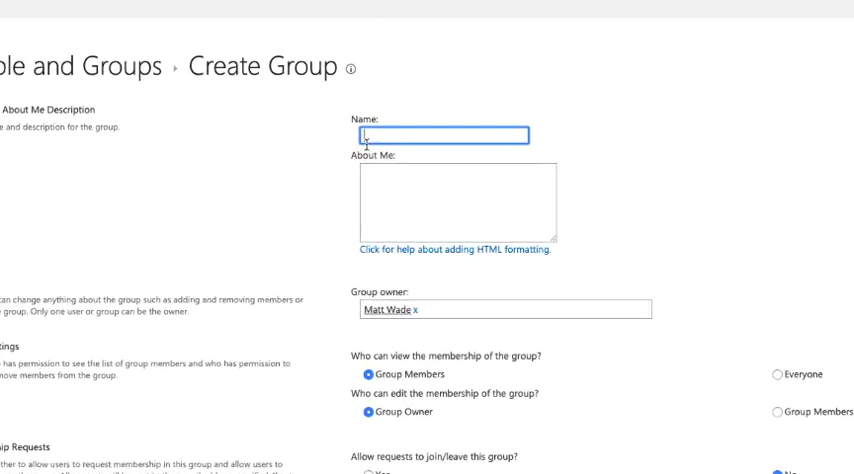 ple and Groups › Create Group
About Me Description
e and description for the group.
Name:
About Me:
Click for help about adding HTML formatting.
can change anything about the group such as adding and removing members or
e group. Only one user or group can be the owner.
Group owner:
Matt Wade x
tings
has permission to see the list of group members and who has permission to
move members from the group.
Who can view the membership of the group?
Group Members
Everyone
Who can edit the membership of the group?
Group Owner
Group Members
hip Requests
ther to allow users to request membership in this group and allow users to
Allow requests to join/leave this group?